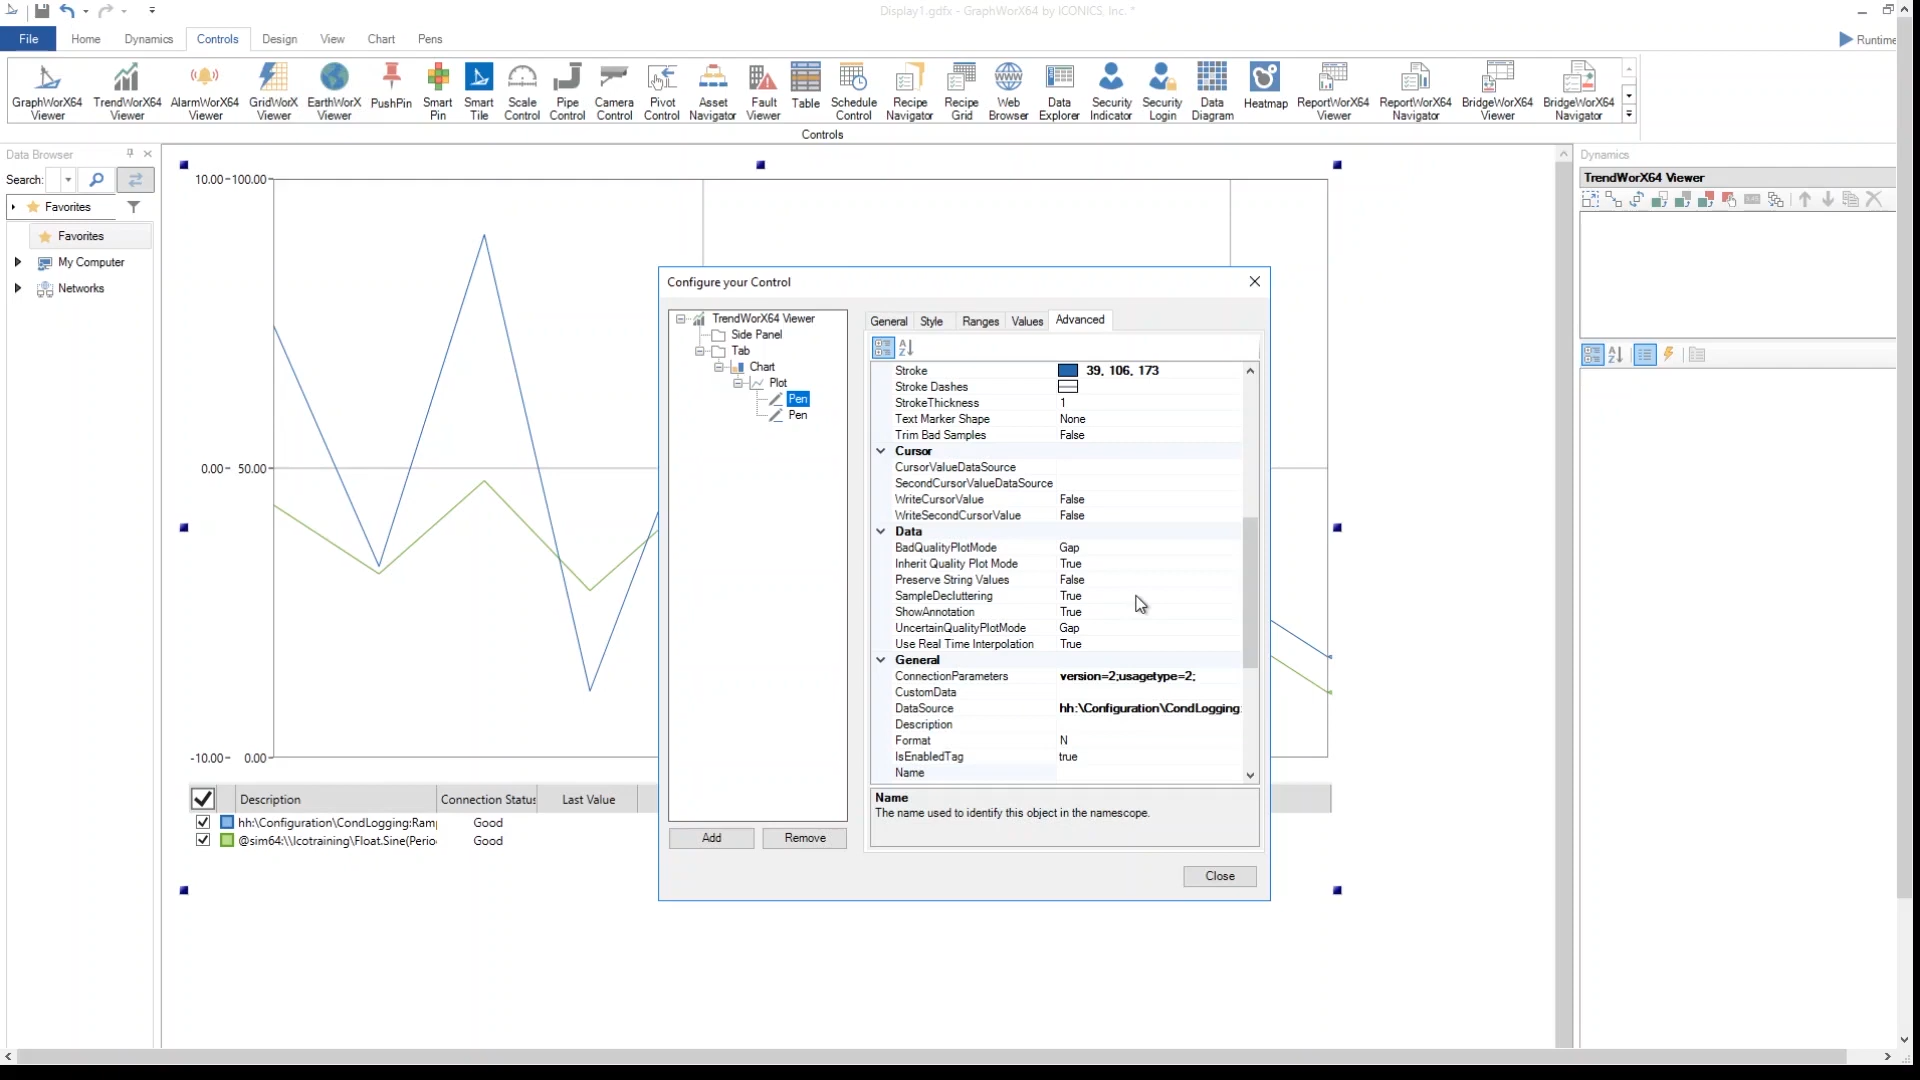 Display1.gdfx - GraphWorX64 by ICONICS, Inc. *
File
Home
Dynamics
Controls
Design
View
Chart
Pens
Runtime
GraphWorX64 Viewer
TrendWorX64 Viewer
AlarmWorX64 Viewer
GridWorX Viewer
EarthWorX Viewer
PushPin
Smart Pin
Smart Tile
Scale Control
Pipe Control
Camera Control
Pivot Control
Asset Navigator
Fault Viewer
Table
Schedule Control
Recipe Navigator
Recipe Grid
Web Browser
Data Explorer
Security Indicator
Security Login
Data Diagram
Heatmap
ReportWorX64 Viewer
ReportWorX64 Navigator
BridgeWorX64 Viewer
BridgeWorX64 Navigator
Controls
Data Browser
Search:
Favorites
Favorites
My Computer
Networks
10.00
100.00
0.00
50.00
-10.00
0.00
Description
Connection Status
Last Value
hh:\Configuration\CondLogging:Ram
Good
@sim64:\\Icotraining\Float.Sine(Perio
Good
Configure your Control
TrendWorX64 Viewer
Side Panel
Tab
Chart
Plot
Pen
Pen
Add
Remove
General
Style
Ranges
Values
Advanced
Stroke 39, 106, 173
Stroke Dashes
StrokeThickness 1
Text Marker Shape None
Trim Bad Samples False
Cursor
CursorValueDataSource
SecondCursorValueDataSource
WriteCursorValue False
WriteSecondCursorValue False
Data
BadQualityPlotMode Gap
Inherit Quality Plot Mode True
Preserve String Values False
SampleDecluttering True
ShowAnnotation True
UncertainQualityPlotMode Gap
Use Real Time Interpolation True
General
ConnectionParameters version=2;usagetype=2;
CustomData
DataSource hh:\Configuration\CondLogging:
Description
Format N
IsEnabledTag true
Name
Name
The name used to identify this object in the namescope.
Close
Dynamics
TrendWorX64 Viewer